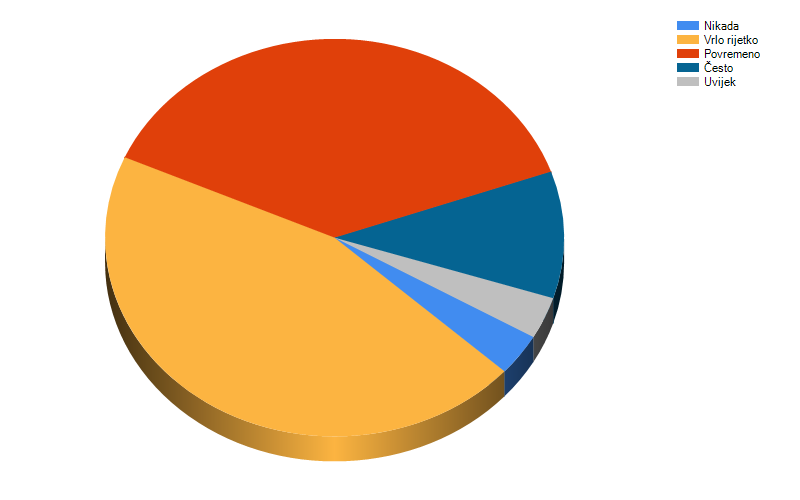 Nikada
Vrlo rijetko
Povremeno
Često
Uvijek